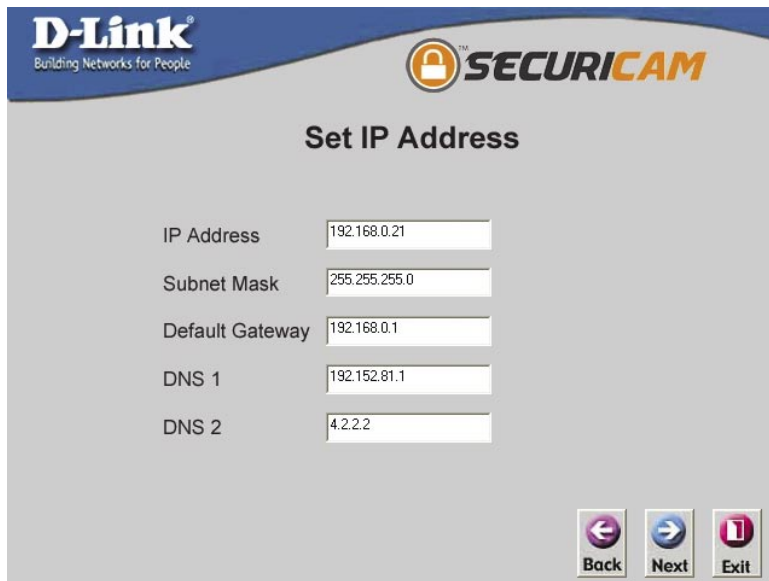 D-Link®
Building Networks for People
™
SECURICAM
Set IP Address
IP Address 192.168.0.21
Subnet Mask 255.255.255.0
Default Gateway 192.168.0.1
DNS 1 192.152.81.1
DNS 2 4.2.2.2
Back Next Exit